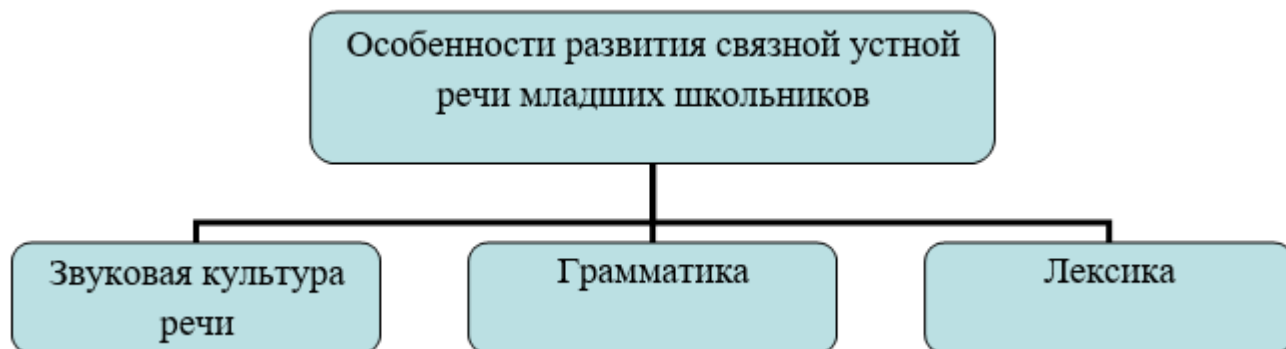 Особенности развития связной устной
речи младших школьников
Звуковая культура
речи
Грамматика
Лексика